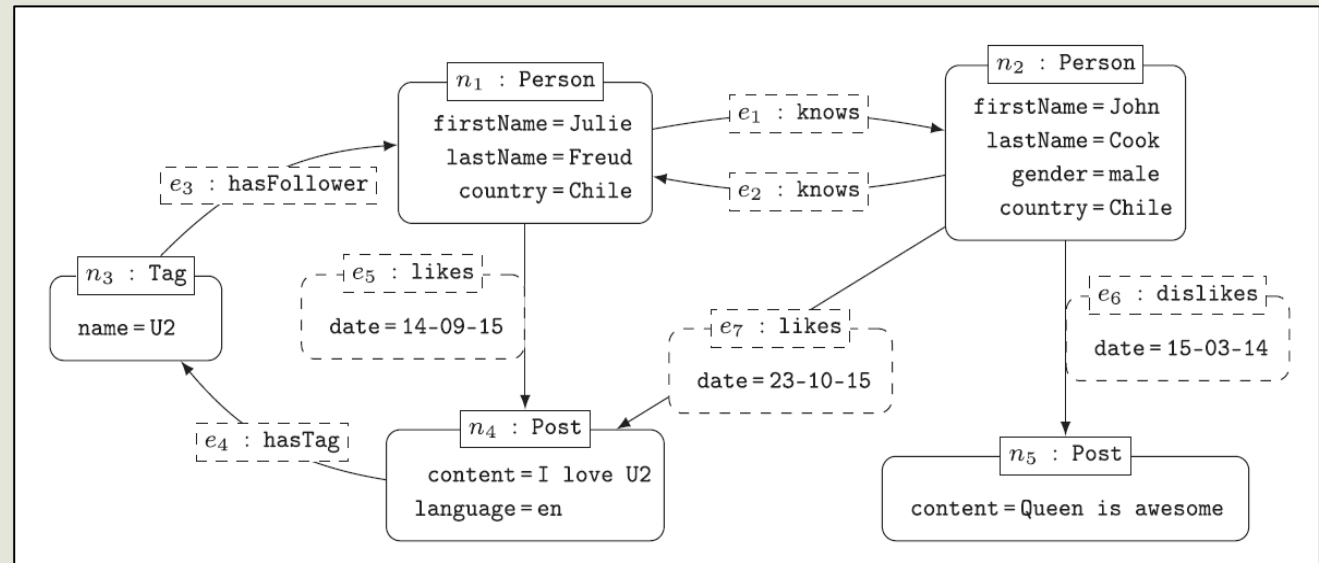 n₁ : Person
firstName = Julie
lastName = Freud
country = Chile
e₁ : knows
e₂ : knows
n₂ : Person
firstName = John
lastName = Cook
gender = male
country = Chile
e₃ : hasFollower
n₃ : Tag
name = U2
e₅ : likes
date = 14-09-15
e₇ : likes
date = 23-10-15
e₆ : dislikes
date = 15-03-14
e₄ : hasTag
n₄ : Post
content = I love U2
language = en
n₅ : Post
content = Queen is awesome